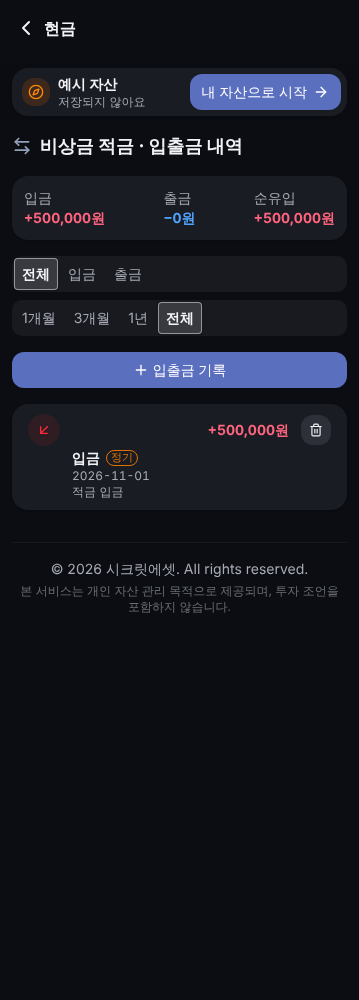 현금
예시 자산
저장되지 않아요
내 자산으로 시작
비상금 적금 · 입출금 내역
입금
+500,000원
출금
−0원
순유입
+500,000원
전체 입금 출금
1개월 3개월 1년 전체
+ 입출금 기록
+500,000원
입금 정기
2026-11-01
적금 입금
© 2026 시크릿에셋. All rights reserved.
본 서비스는 개인 자산 관리 목적으로 제공되며, 투자 조언을
포함하지 않습니다.